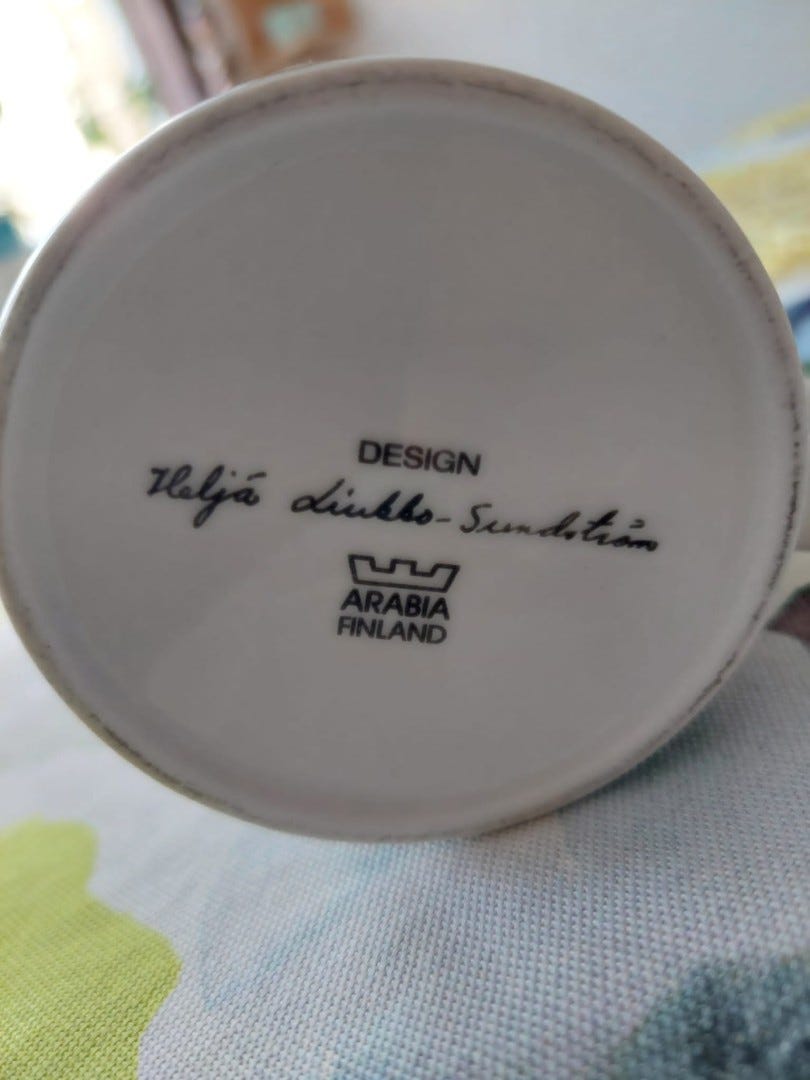 DESIGN
Heljä Liukko-Sundström
ARABIA
FINLAND